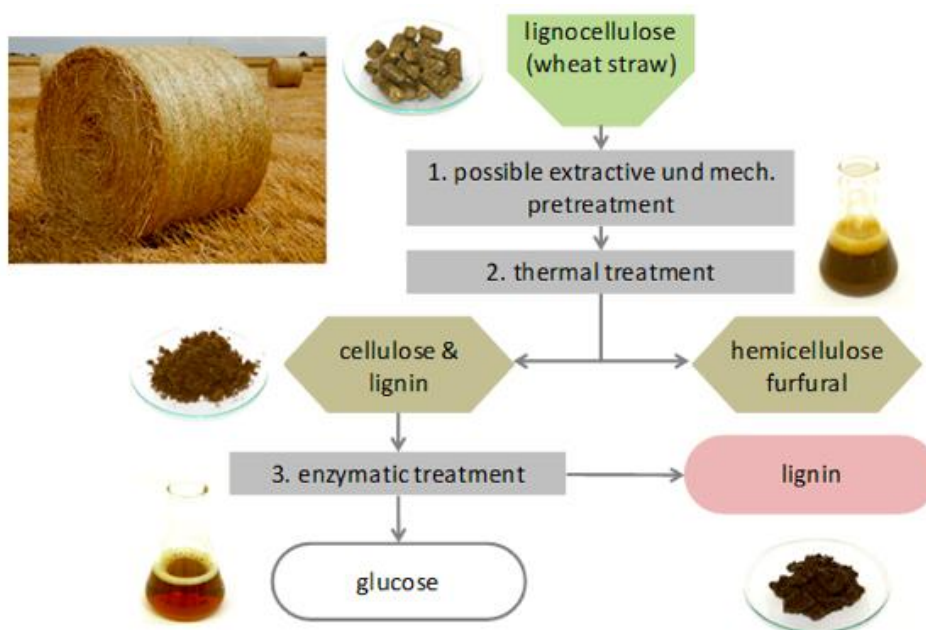 lignocellulose
(wheat straw)
1. possible extractive und mech.
pretreatment
2. thermal treatment
cellulose &
lignin
hemicellulose
furfural
3. enzymatic treatment
lignin
glucose